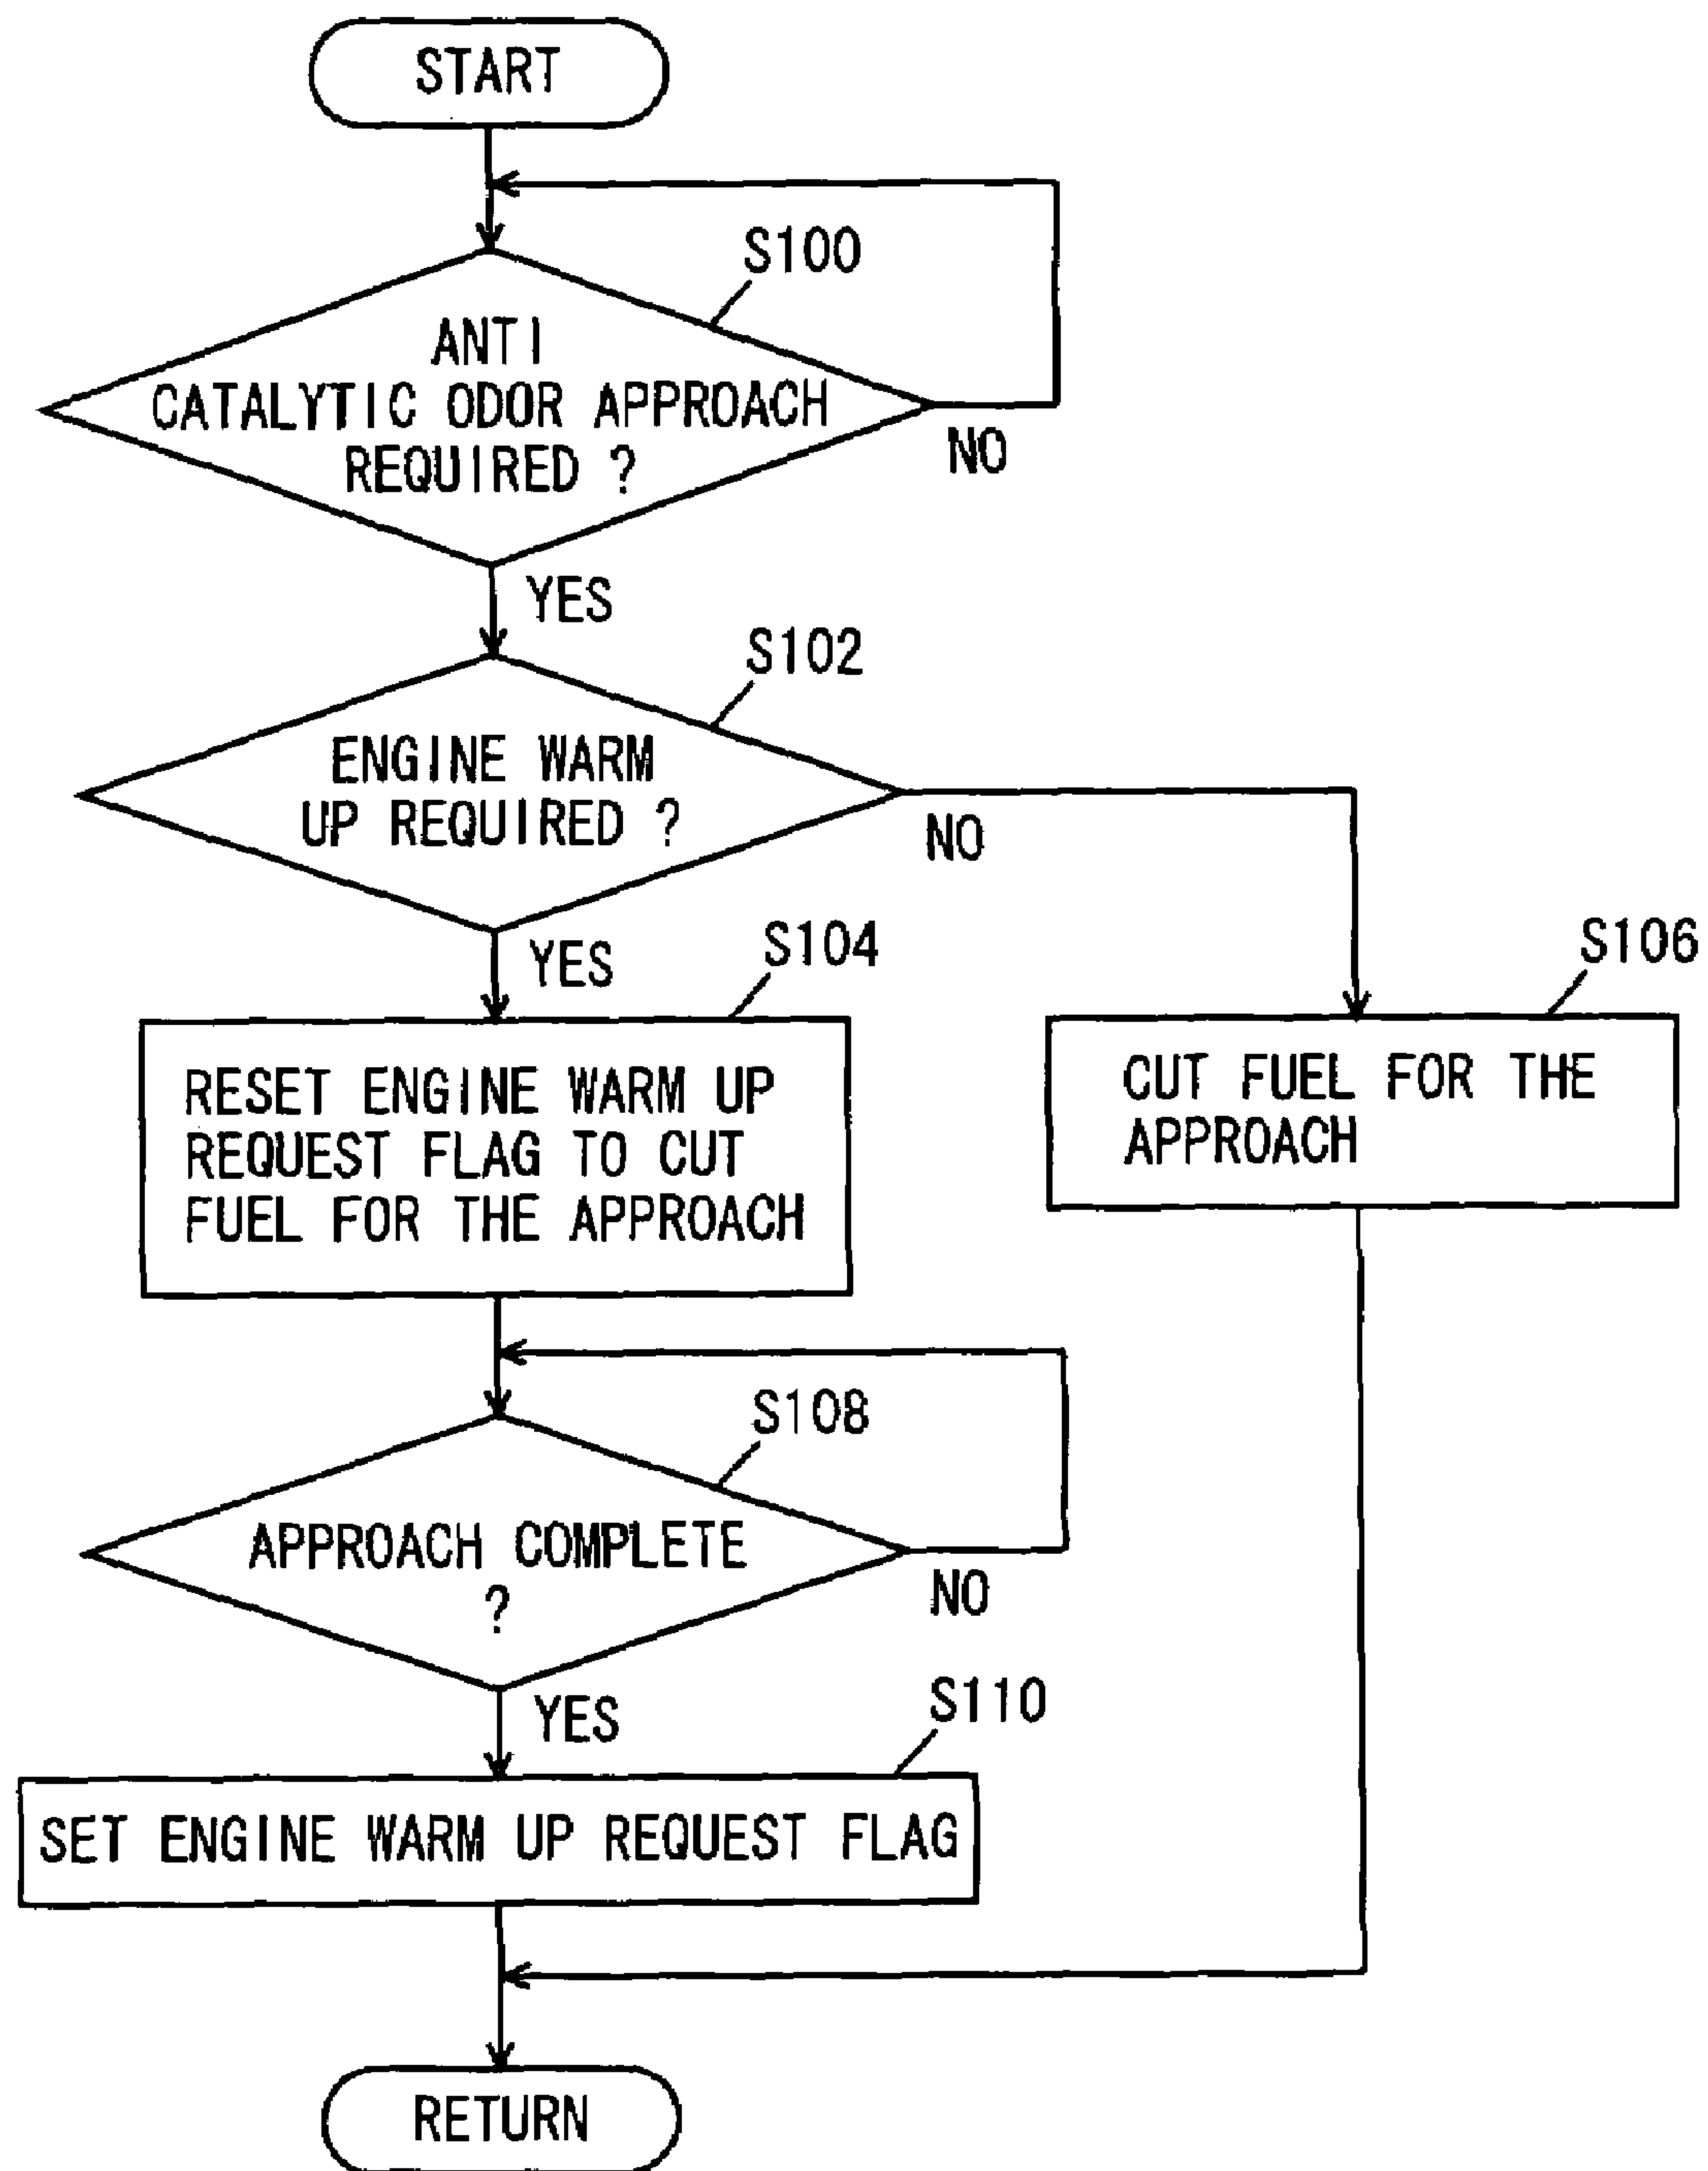 START
S100
ANTI
CATALYTIC ODOR APPROACH
REQUIRED ?
NO
YES
S102
ENGINE WARM
UP REQUIRED ?
NO
YES
S104
S106
RESET ENGINE WARM UP
REQUEST FLAG TO CUT
FUEL FOR THE APPROACH
CUT FUEL FOR THE
APPROACH
S108
APPROACH COMPLETE
?
NO
YES
S110
SET ENGINE WARM UP REQUEST FLAG
RETURN